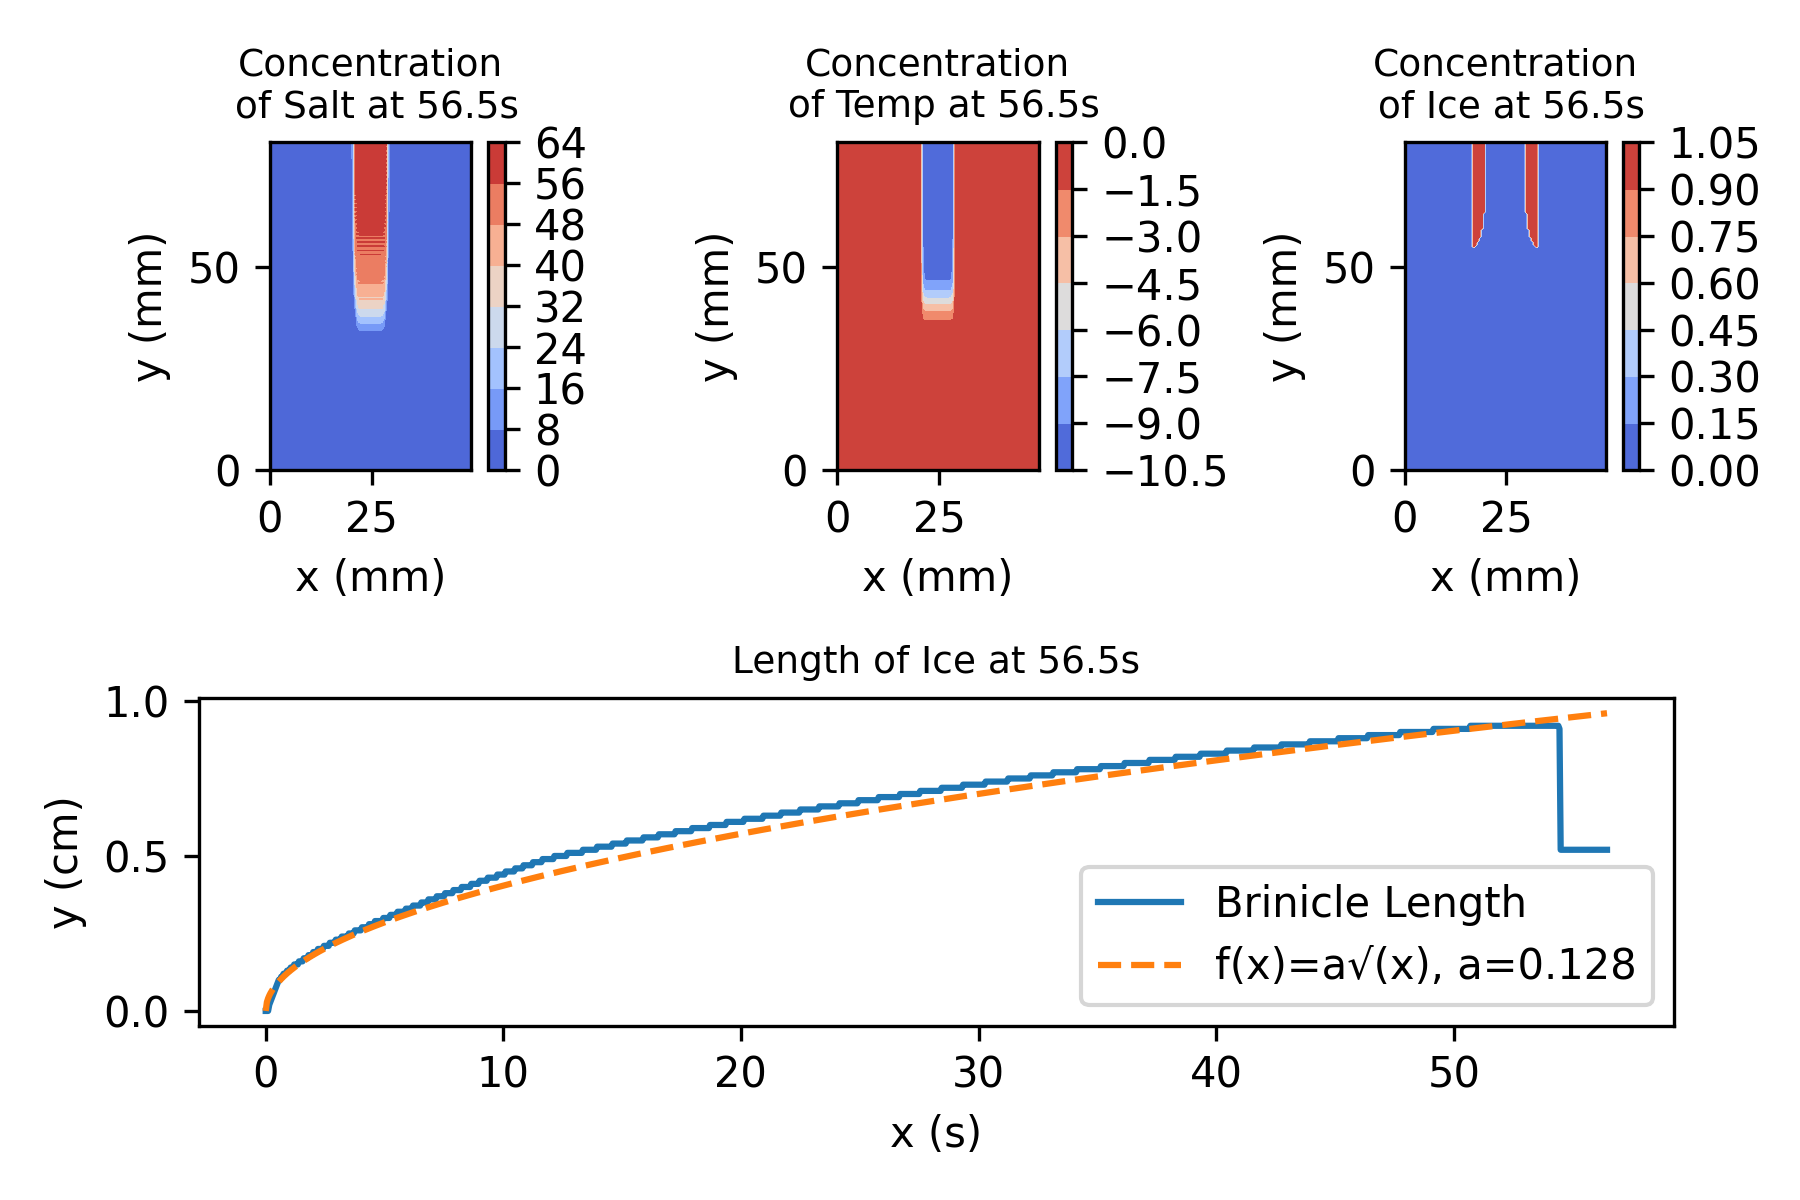 Concentration
of Salt at 56.5s
64
56
48
40
32
24
16
8
0
50
0
y (mm)
0 25
x (mm)
Concentration
of Temp at 56.5s
0.0
−1.5
−3.0
−4.5
−6.0
−7.5
−9.0
−10.5
50
0
y (mm)
0 25
x (mm)
Concentration
of Ice at 56.5s
1.05
0.90
0.75
0.60
0.45
0.30
0.15
0.00
50
0
y (mm)
0 25
x (mm)
Length of Ice at 56.5s
1.0
0.5
0.0
y (cm)
Brinicle Length
f(x)=a√(x), a=0.128
0 10 20 30 40 50
x (s)